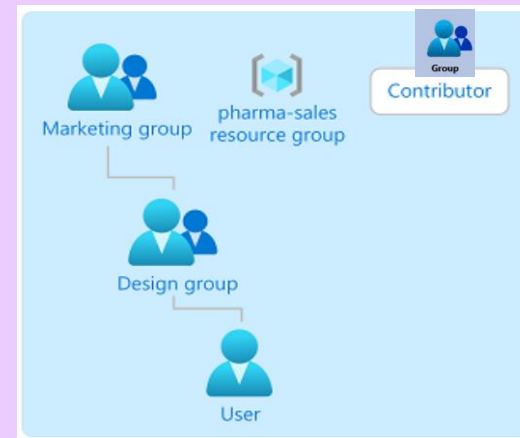 Group
Contributor
Marketing group
pharma-sales
resource group
Design group
User